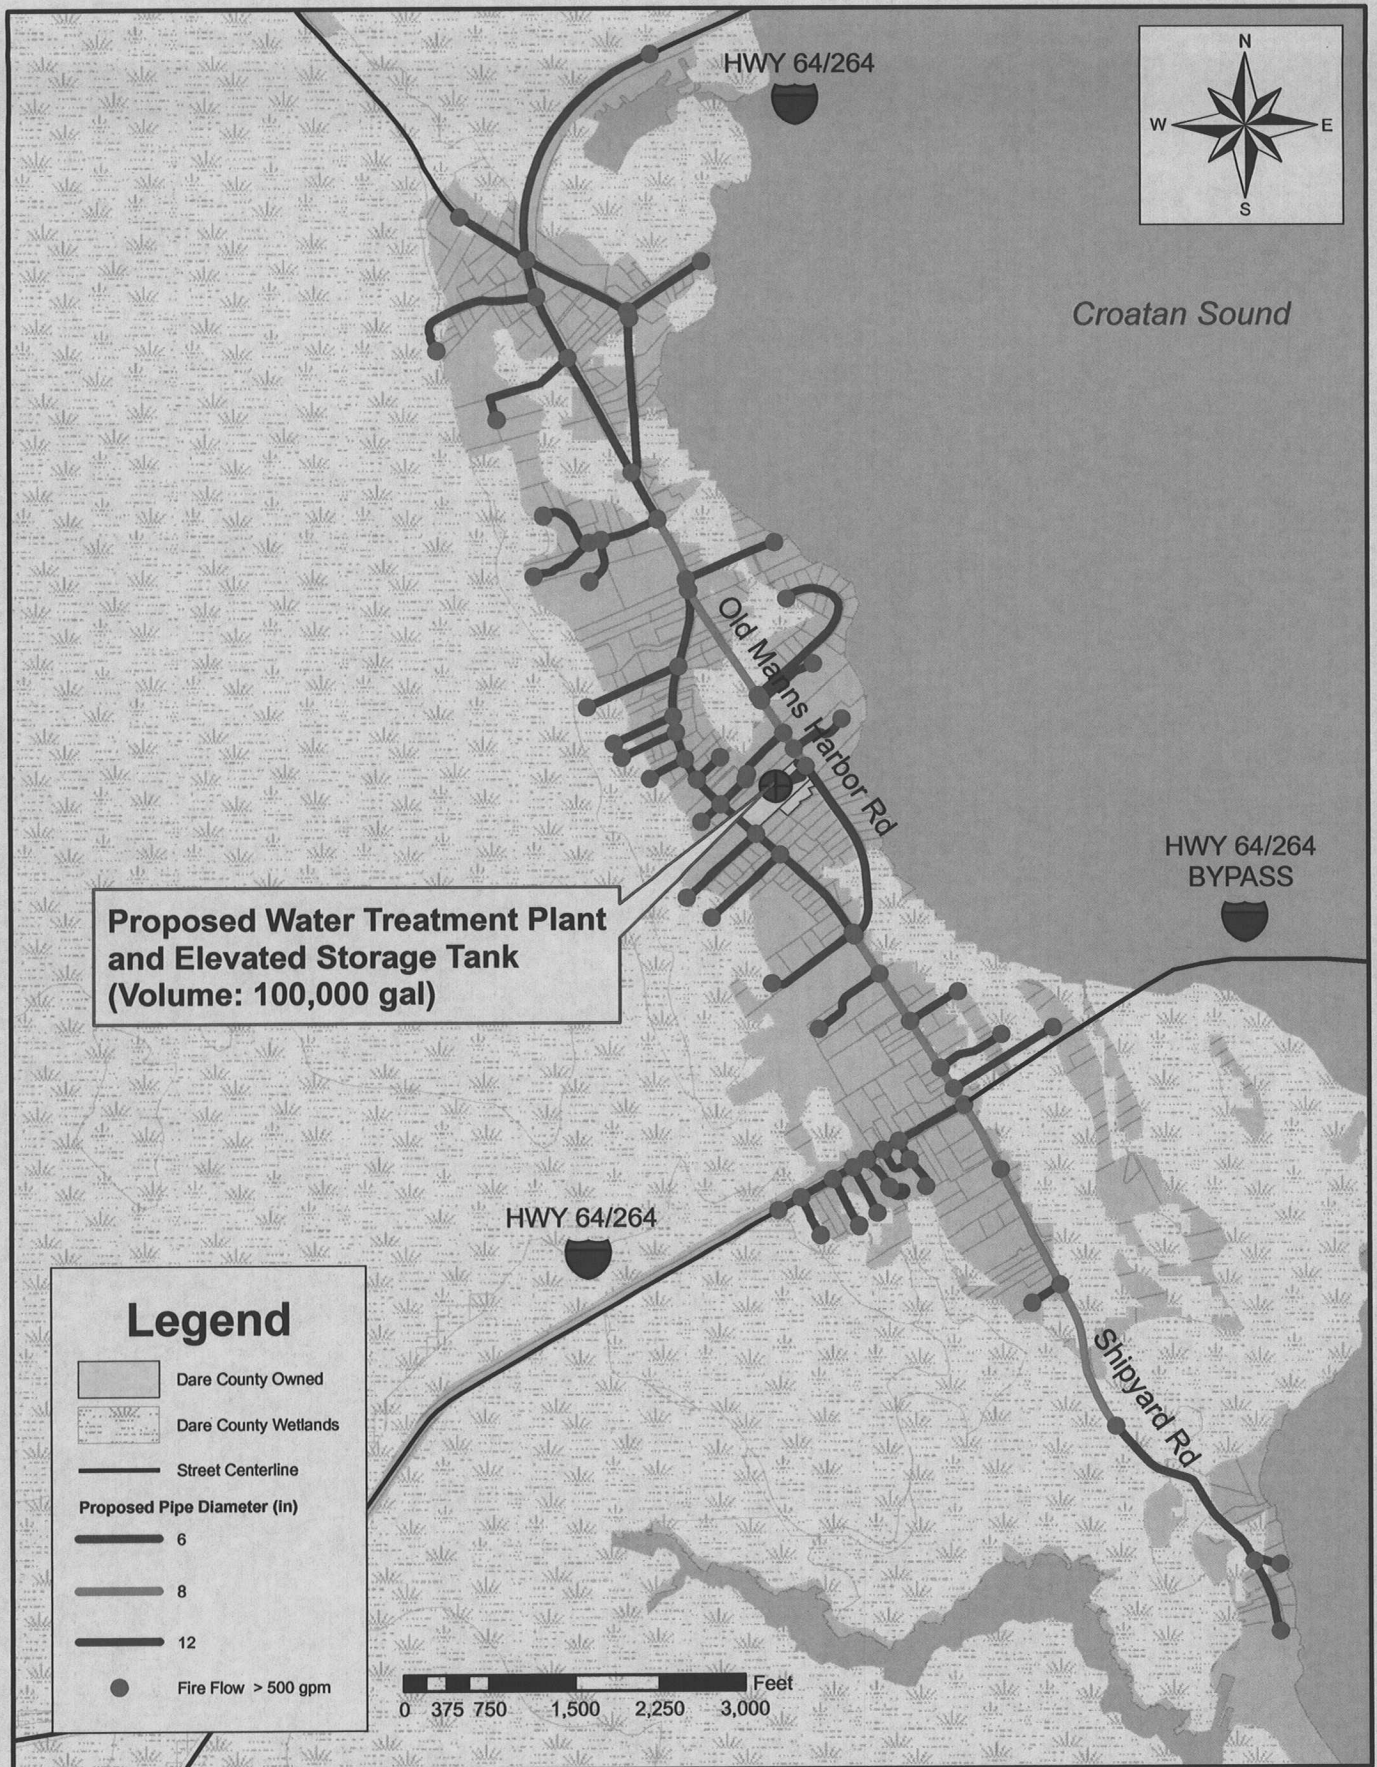 HWY 64/264
N
W
E
S
Croatan Sound
Old Manns Harbor Rd
HWY 64/264
BYPASS
Proposed Water Treatment Plant
and Elevated Storage Tank
(Volume: 100,000 gal)
HWY 64/264
Shipyard Rd
Legend
Dare County Owned
Dare County Wetlands
Street Centerline
Proposed Pipe Diameter (in)
6
8
12
Fire Flow > 500 gpm
Feet
0 375 750 1,500 2,250 3,000